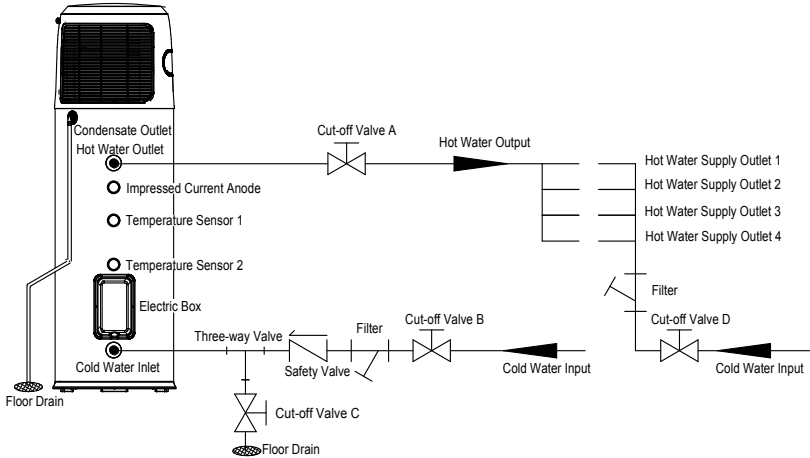 Condensate Outlet
Hot Water Outlet
Impressed Current Anode
Temperature Sensor 1
Temperature Sensor 2
Electric Box
Cold Water Inlet
Floor Drain
Cut-off Valve A
Hot Water Output
Hot Water Supply Outlet 1
Hot Water Supply Outlet 2
Hot Water Supply Outlet 3
Hot Water Supply Outlet 4
Filter
Cut-off Valve D
Cold Water Input
Three-way Valve
Safety Valve
Filter
Cut-off Valve B
Cold Water Input
Cut-off Valve C
Floor Drain